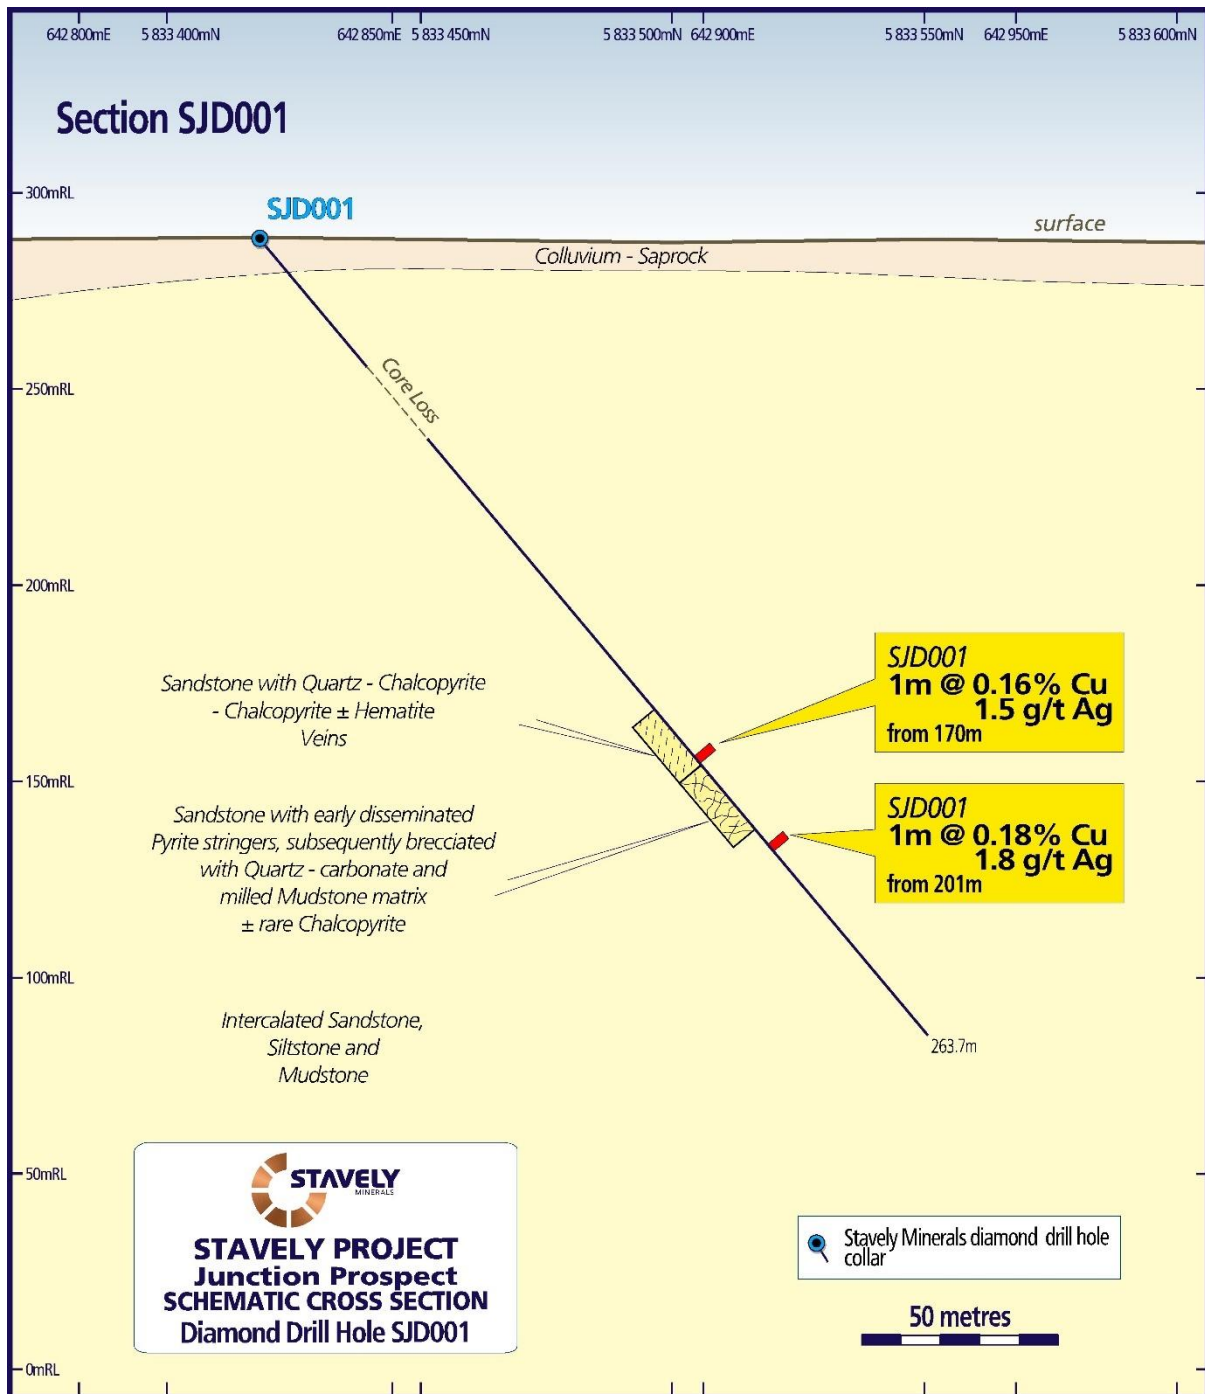 642 800mE
5 833 400mN
642 850mE
5 833 450mN
5 833 500mN
642 900mE
5 833 550mN
642 950mE
5 833 600mN
Section SJD001
300mRL
SJD001
surface
Colluvium - Saprock
Core Loss
250mRL
200mRL
Sandstone with Quartz - Chalcopyrite
- Chalcopyrite ± Hematite
Veins
SJD001
1m @ 0.16% Cu
1.5 g/t Ag
from 170m
150mRL
Sandstone with early disseminated
Pyrite stringers, subsequently brecciated
with Quartz - carbonate and
milled Mudstone matrix
± rare Chalcopyrite
SJD001
1m @ 0.18% Cu
1.8 g/t Ag
from 201m
100mRL
Intercalated Sandstone,
Siltstone and
Mudstone
263.7m
50mRL
STAVELY
MINERALS
STAVELY PROJECT
Junction Prospect
SCHEMATIC CROSS SECTION
Diamond Drill Hole SJD001
Stavely Minerals diamond drill hole
collar
50 metres
0mRL